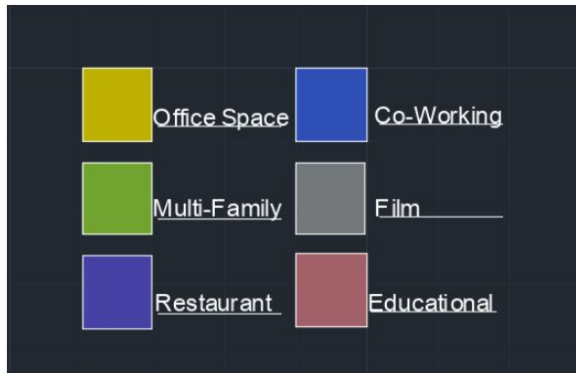 Office Space
Co-Working
Multi-Family
Film
Restaurant
Educational